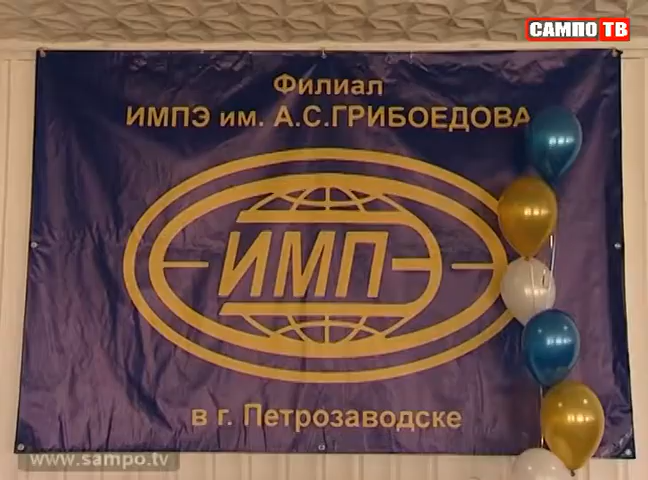 САМПО ТВ
Филиал
ИМПЭ им. А.С.ГРИБОЕДОВА
ИМП
в г. Петрозаводске
www.sampo.tv